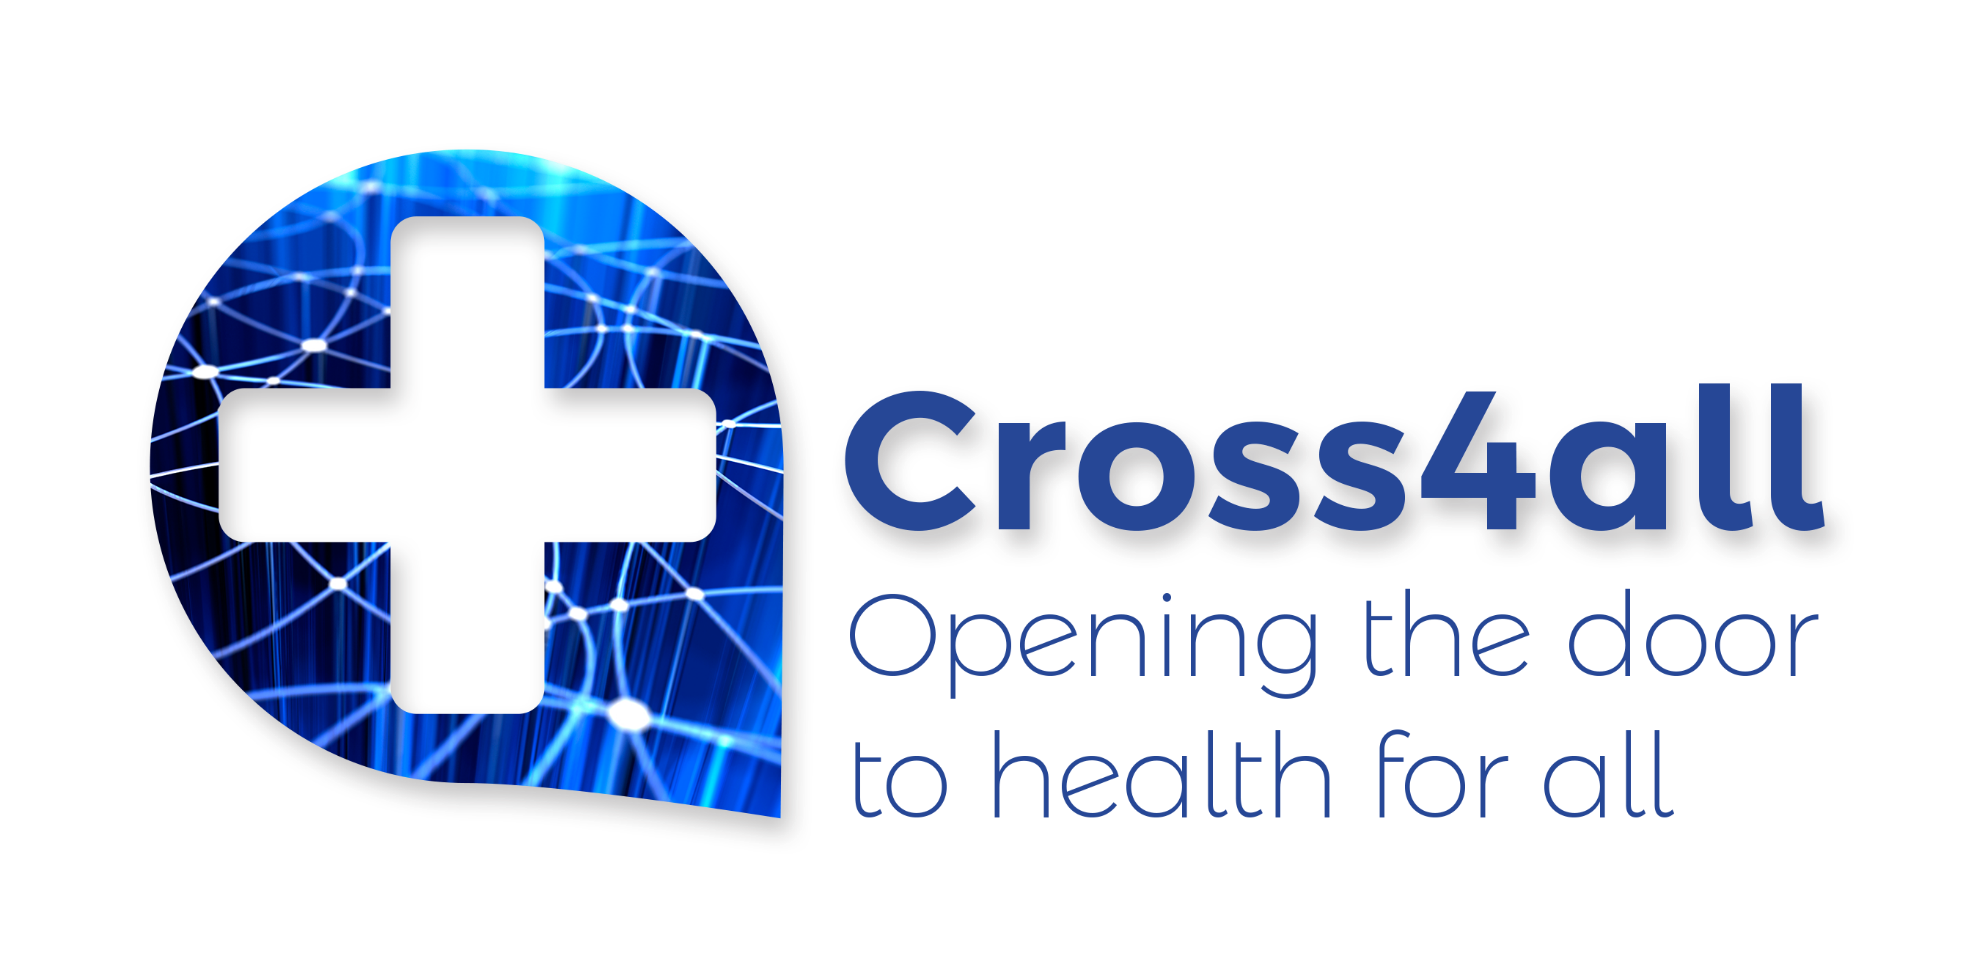 Cross4all
Opening the door
to health for all